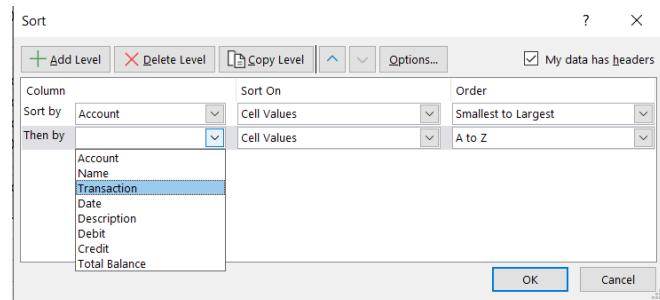 Sort ?
Add Level Delete Level Copy Level Options... My data has headers
Column Sort On Order
Sort by Account Cell Values Smallest to Largest
Then by Cell Values A to Z
Account
Name
Transaction
Date
Description
Debit
Credit
Total Balance
OK Cancel